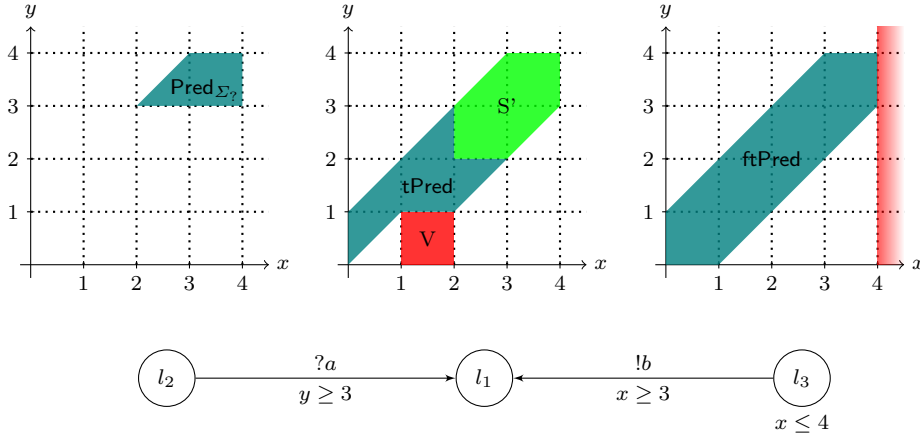 y y y
4 4 4
3 3 3
2 2 2
1 1 1
Pred_Σ? tPred S' V ftPred
1 2 3 4 x 1 2 3 4 x 1 2 3 4 x
l₂ ?a l₁ !b l₃
y ≥ 3 x ≥ 3
x ≤ 4